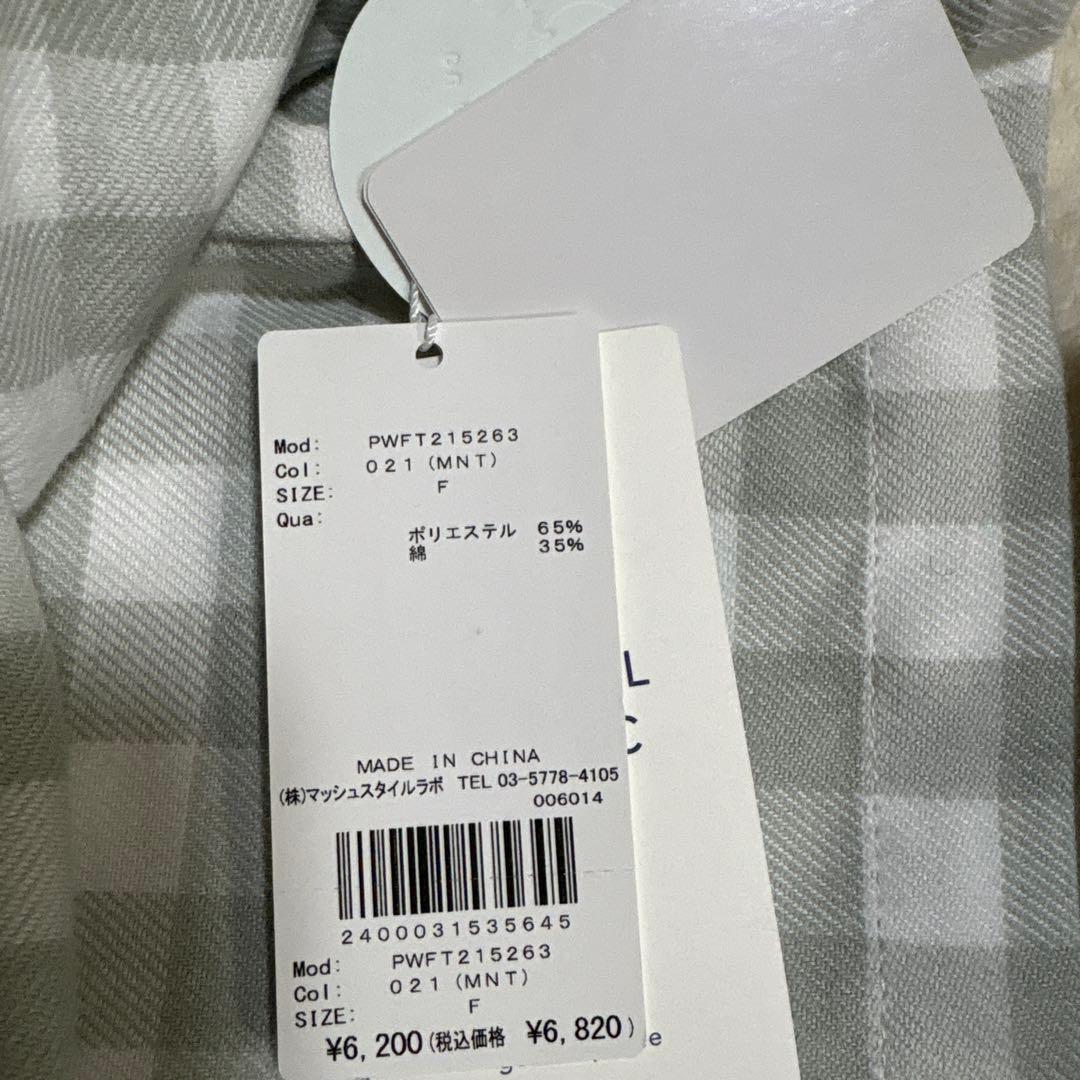 Mod: PWFT215263
Col: 021 (MNT)
SIZE: F
Qua:
ポリエステル 65%
綿 35%
MADE IN CHINA
(株)マッシュスタイルラボ TEL 03-5778-4105
006014
2400031535645
Mod: PWFT215263
Col: 021 (MNT)
SIZE: F
¥6,200(税込価格 ¥6,820)
L
C
e